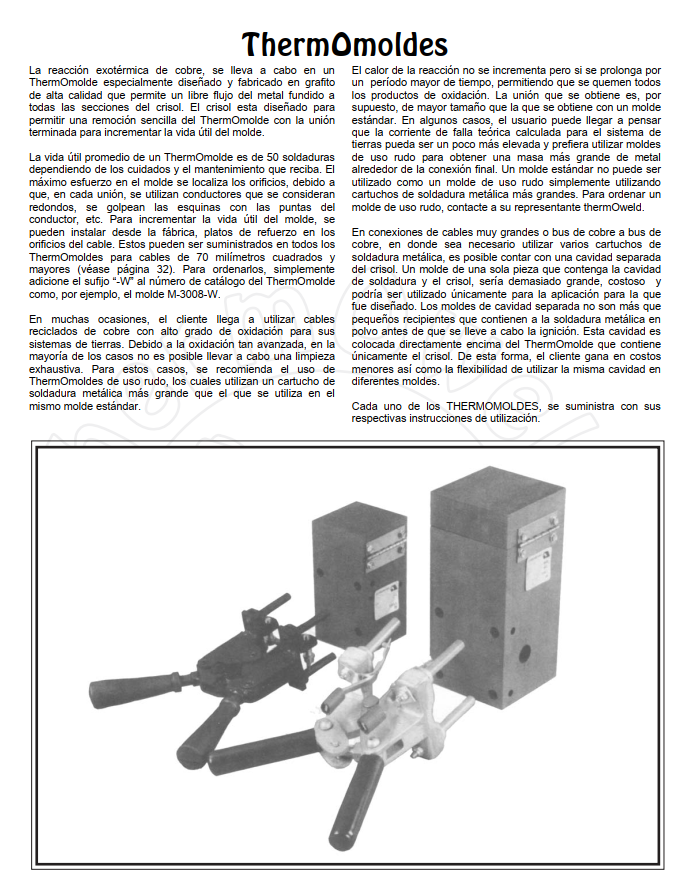 ThermOmoldes
La reacción exotérmica de cobre, se lleva a cabo en un
ThermOmolde especialmente diseñado y fabricado en grafito
de alta calidad que permite un libre flujo del metal fundido a
todas las secciones del crisol. El crisol esta diseñado para
permitir una remoción sencilla del ThermOmolde con la unión
terminada para incrementar la vida útil del molde.
La vida útil promedio de un ThermOmolde es de 50 soldaduras
dependiendo de los cuidados y el mantenimiento que reciba. El
máximo esfuerzo en el molde se localiza los orificios, debido a
que, en cada unión, se utilizan conductores que se consideran
redondos, se golpean las esquinas con las puntas del
conductor, etc. Para incrementar la vida útil del molde, se
pueden instalar desde la fábrica, platos de refuerzo en los
orificios del cable. Estos pueden ser suministrados en todos los
ThermOmoldes para cables de 70 milímetros cuadrados y
mayores (véase página 32). Para ordenarlos, simplemente
adicione el sufijo “-W” al número de catálogo del ThermOmolde
como, por ejemplo, el molde M-3008-W.
En muchas ocasiones, el cliente llega a utilizar cables
reciclados de cobre con alto grado de oxidación para sus
sistemas de tierras. Debido a la oxidación tan avanzada, en la
mayoría de los casos no es posible llevar a cabo una limpieza
exhaustiva. Para estos casos, se recomienda el uso de
ThermOmoldes de uso rudo, los cuales utilizan un cartucho de
soldadura metálica más grande que el que se utiliza en el
mismo molde estándar.
El calor de la reacción no se incrementa pero si se prolonga por
un período mayor de tiempo, permitiendo que se quemen todos
los productos de oxidación. La unión que se obtiene es, por
supuesto, de mayor tamaño que la que se obtiene con un molde
estándar. En algunos casos, el usuario puede llegar a pensar
que la corriente de falla teórica calculada para el sistema de
tierras pueda ser un poco más elevada y prefiera utilizar moldes
de uso rudo para obtener una masa más grande de metal
alrededor de la conexión final. Un molde estándar no puede ser
utilizado como un molde de uso rudo simplemente utilizando
cartuchos de soldadura metálica más grandes. Para ordenar un
molde de uso rudo, contacte a su representante thermOweld.
En conexiones de cables muy grandes o bus de cobre a bus de
cobre, en donde sea necesario utilizar varios cartuchos de
soldadura metálica, es posible contar con una cavidad separada
del crisol. Un molde de una sola pieza que contenga la cavidad
de soldadura y el crisol, sería demasiado grande, costoso y
podría ser utilizado únicamente para la aplicación para la que
fue diseñado. Los moldes de cavidad separada no son más que
pequeños recipientes que contienen a la soldadura metálica en
polvo antes de que se lleve a cabo la ignición. Esta cavidad es
colocada directamente encima del ThermOmolde que contiene
únicamente el crisol. De esta forma, el cliente gana en costos
menores así como la flexibilidad de utilizar la misma cavidad en
diferentes moldes.
Cada uno de los THERMOMOLDES, se suministra con sus
respectivas instrucciones de utilización.